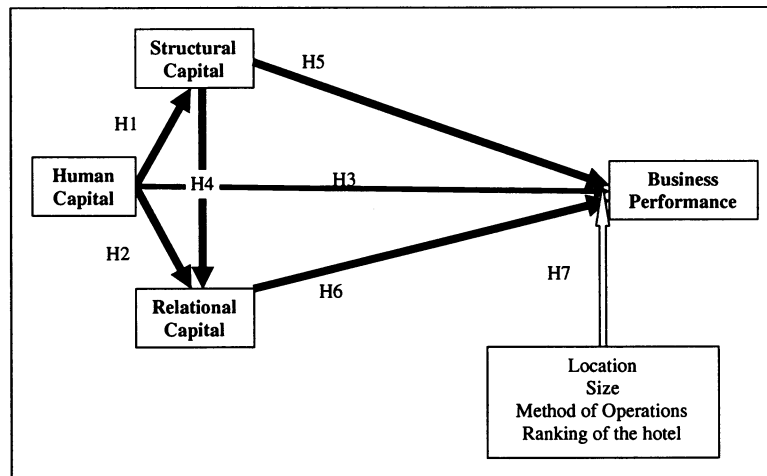 Structural
Capital
H5
H1
Human
Capital
H4
H3
Business
Performance
H2
H6
H7
Relational
Capital
Location
Size
Method of Operations
Ranking of the hotel